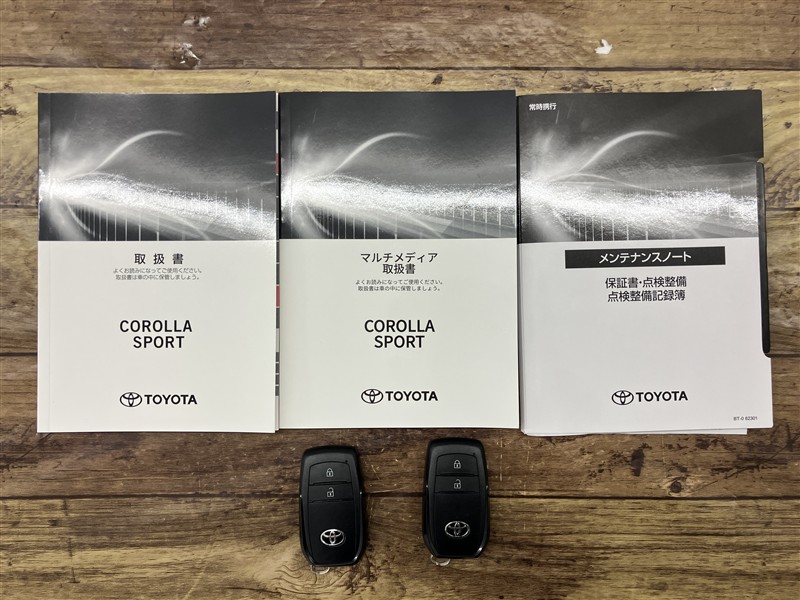 取扱書
よくお読みになってご使用ください。
取扱書は車の中に保管しましょう。
COROLLA
SPORT
TOYOTA
マルチメディア
取扱書
よくお読みになってご使用ください。
取扱書は車の中に保管しましょう。
COROLLA
SPORT
TOYOTA
常時携行
メンテナンスノート
保証書・点検整備
点検整備記録簿
TOYOTA